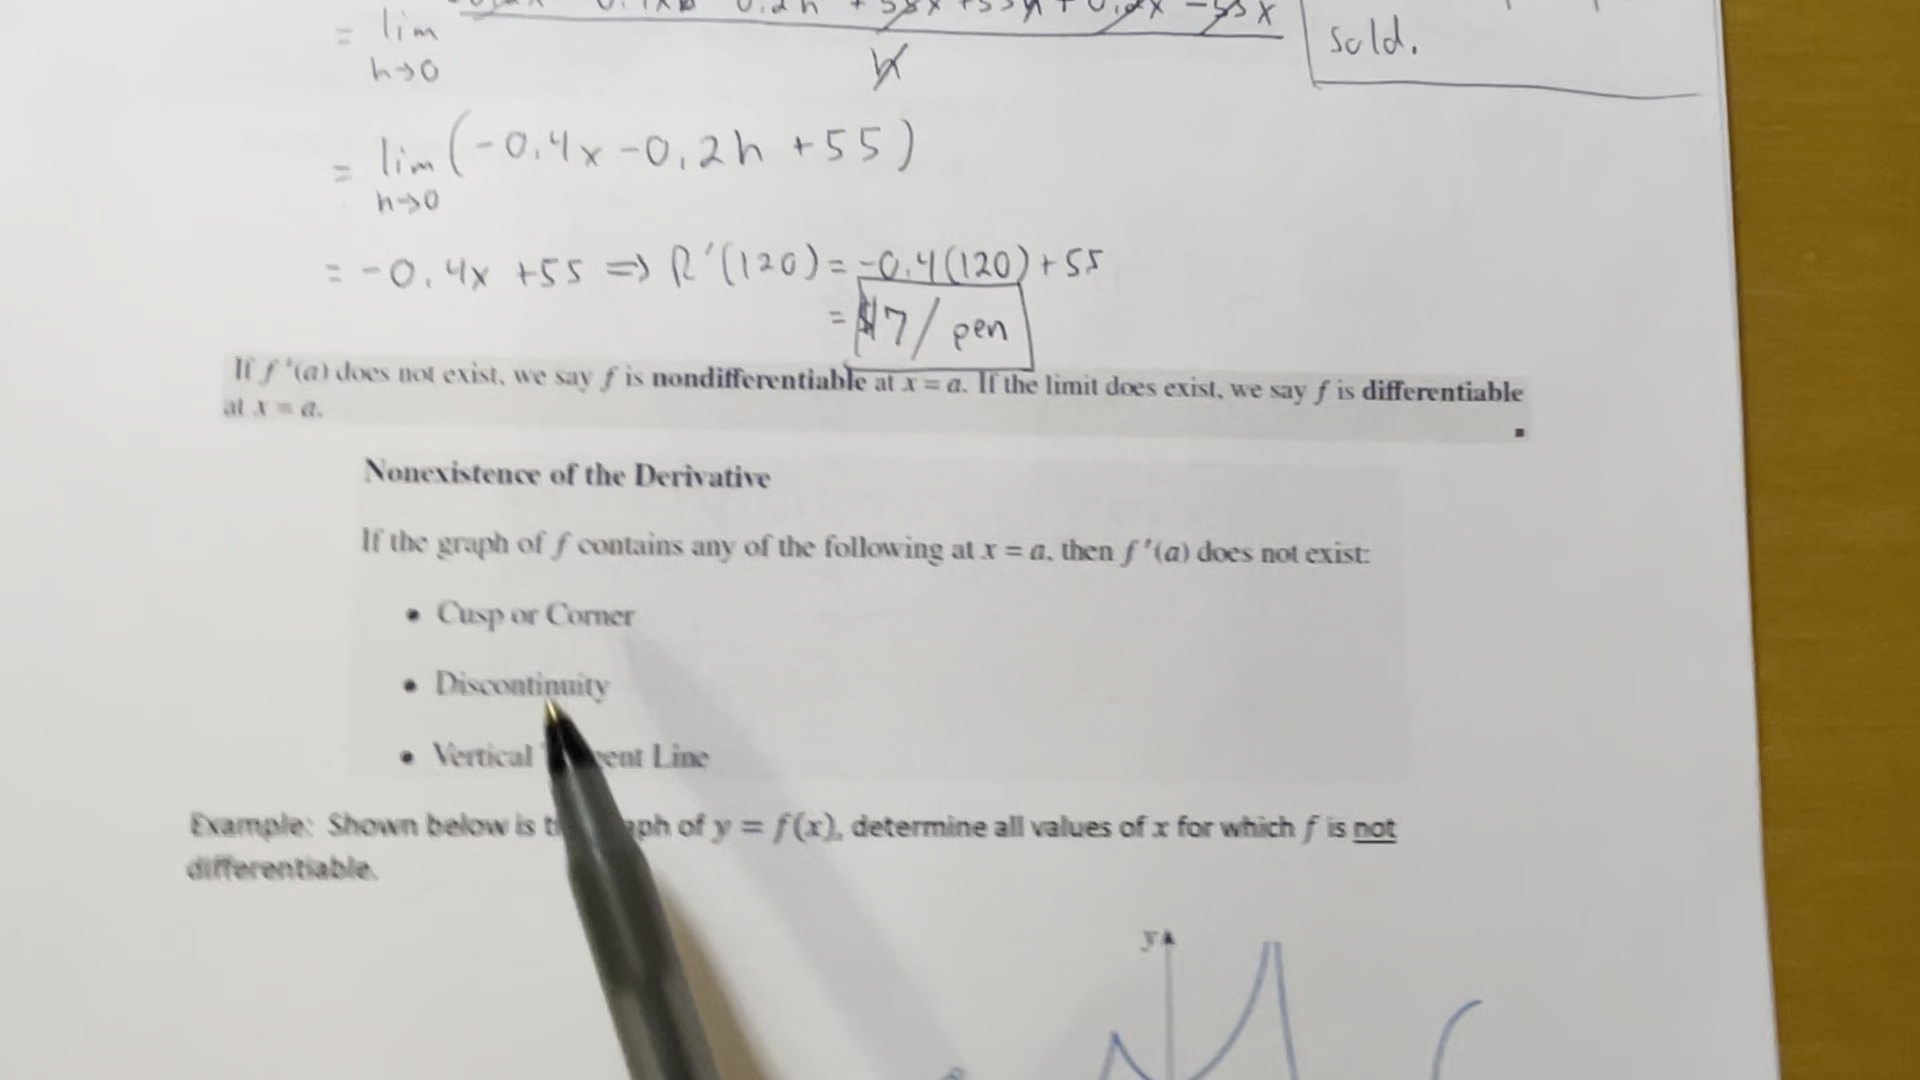 = lim
h→0
h
sold.
= lim (-0.4x -0.2h +55)
h→0
= -0.4x +55 => R'(120) = -0.4(120)+55
= $7/ pen
If f '(a) does not exist, we say f is nondifferentiable at x = a. If the limit does exist, we say f is differentiable
at x = a.
Nonexistence of the Derivative
If the graph of f contains any of the following at x = a, then f '(a) does not exist:
• Cusp or Corner
• Discontinuity
• Vertical Line
Example: Shown below is of y = f(x), determine all values of x for which f is not
differentiable.
y